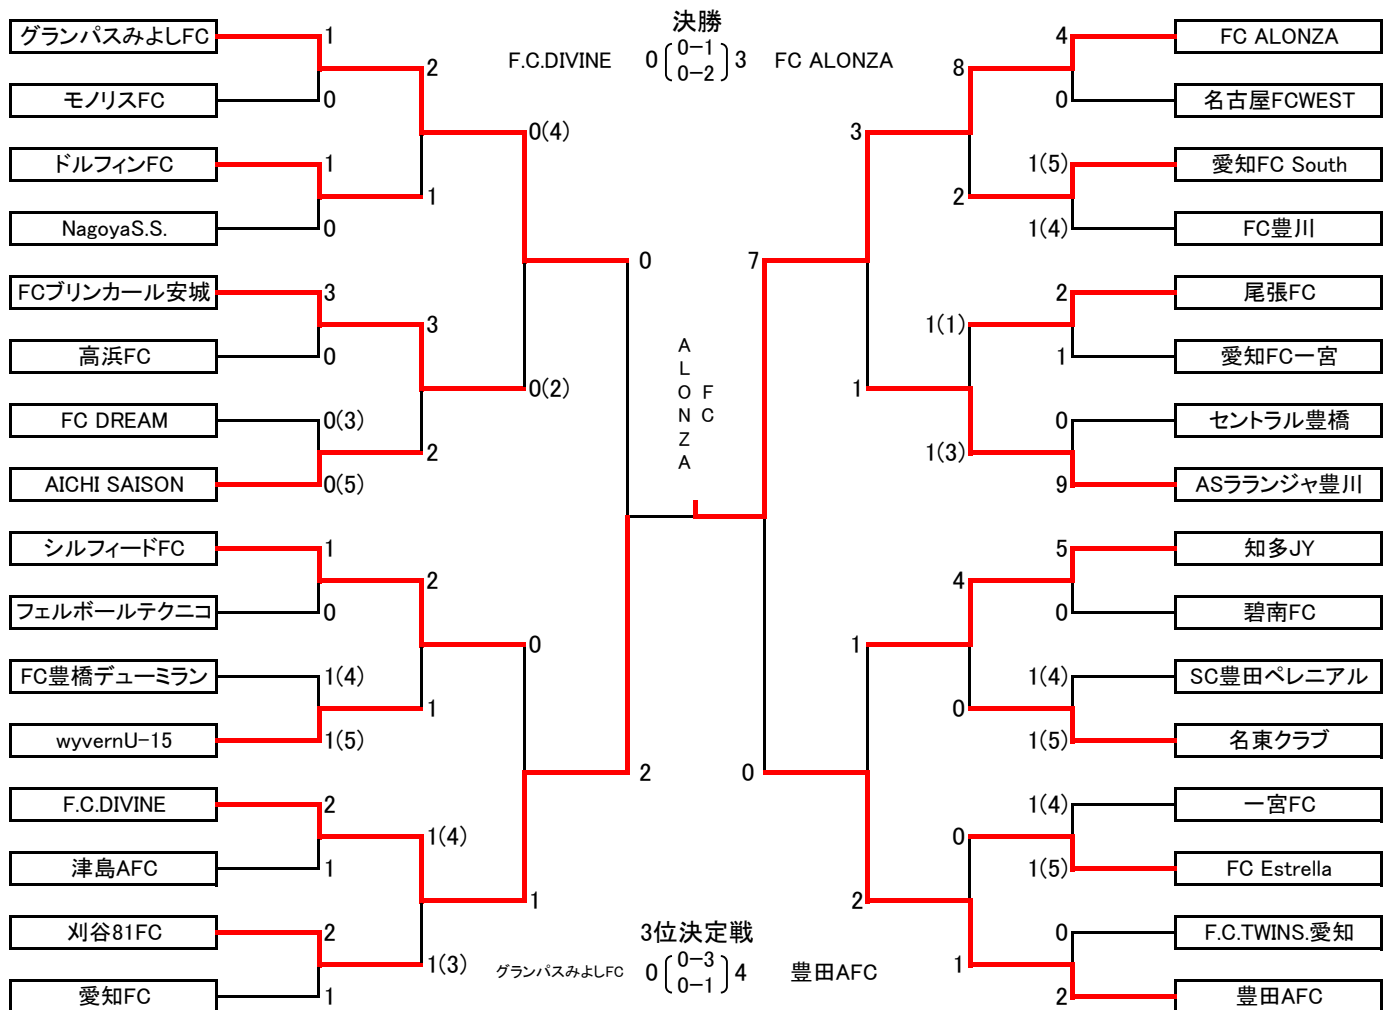 決勝
F.C.DIVINE 0 0-1 3 FC ALONZA
0-2
グランパスみよしFC 1
モノリスFC 0
2
ドルフィンFC 1
NagoyaS.S. 0
1
0(4)
FCブリンカール安城 3
高浜FC 0
3
FC DREAM 0(3)
AICHI SAISON 0(5)
2
0(2)
0
シルフィードFC 1
フェルボールテクニコ 0
2
FC豊橋デューミラン 1(4)
wyvernU-15 1(5)
1
0
F.C.DIVINE 2
津島AFC 1
1(4)
刈谷81FC 2
愛知FC 1
1(3)
1
2
ALONZA
FC
4 FC ALONZA
0 名古屋FCWEST
8
1(5) 愛知FC South
1(4) FC豊川
2
3
2 尾張FC
1 愛知FC一宮
1(1)
0 セントラル豊橋
9 ASラランジャ豊川
1(3)
1
7
5 知多JY
0 碧南FC
4
1(4) SC豊田ペレニアル
1(5) 名東クラブ
0
1
1(4) 一宮FC
1(5) FC Estrella
0
0 F.C.TWINS.愛知
2 豊田AFC
1
2
0
3位決定戦
グランパスみよしFC 0 0-3 4 豊田AFC
0-1